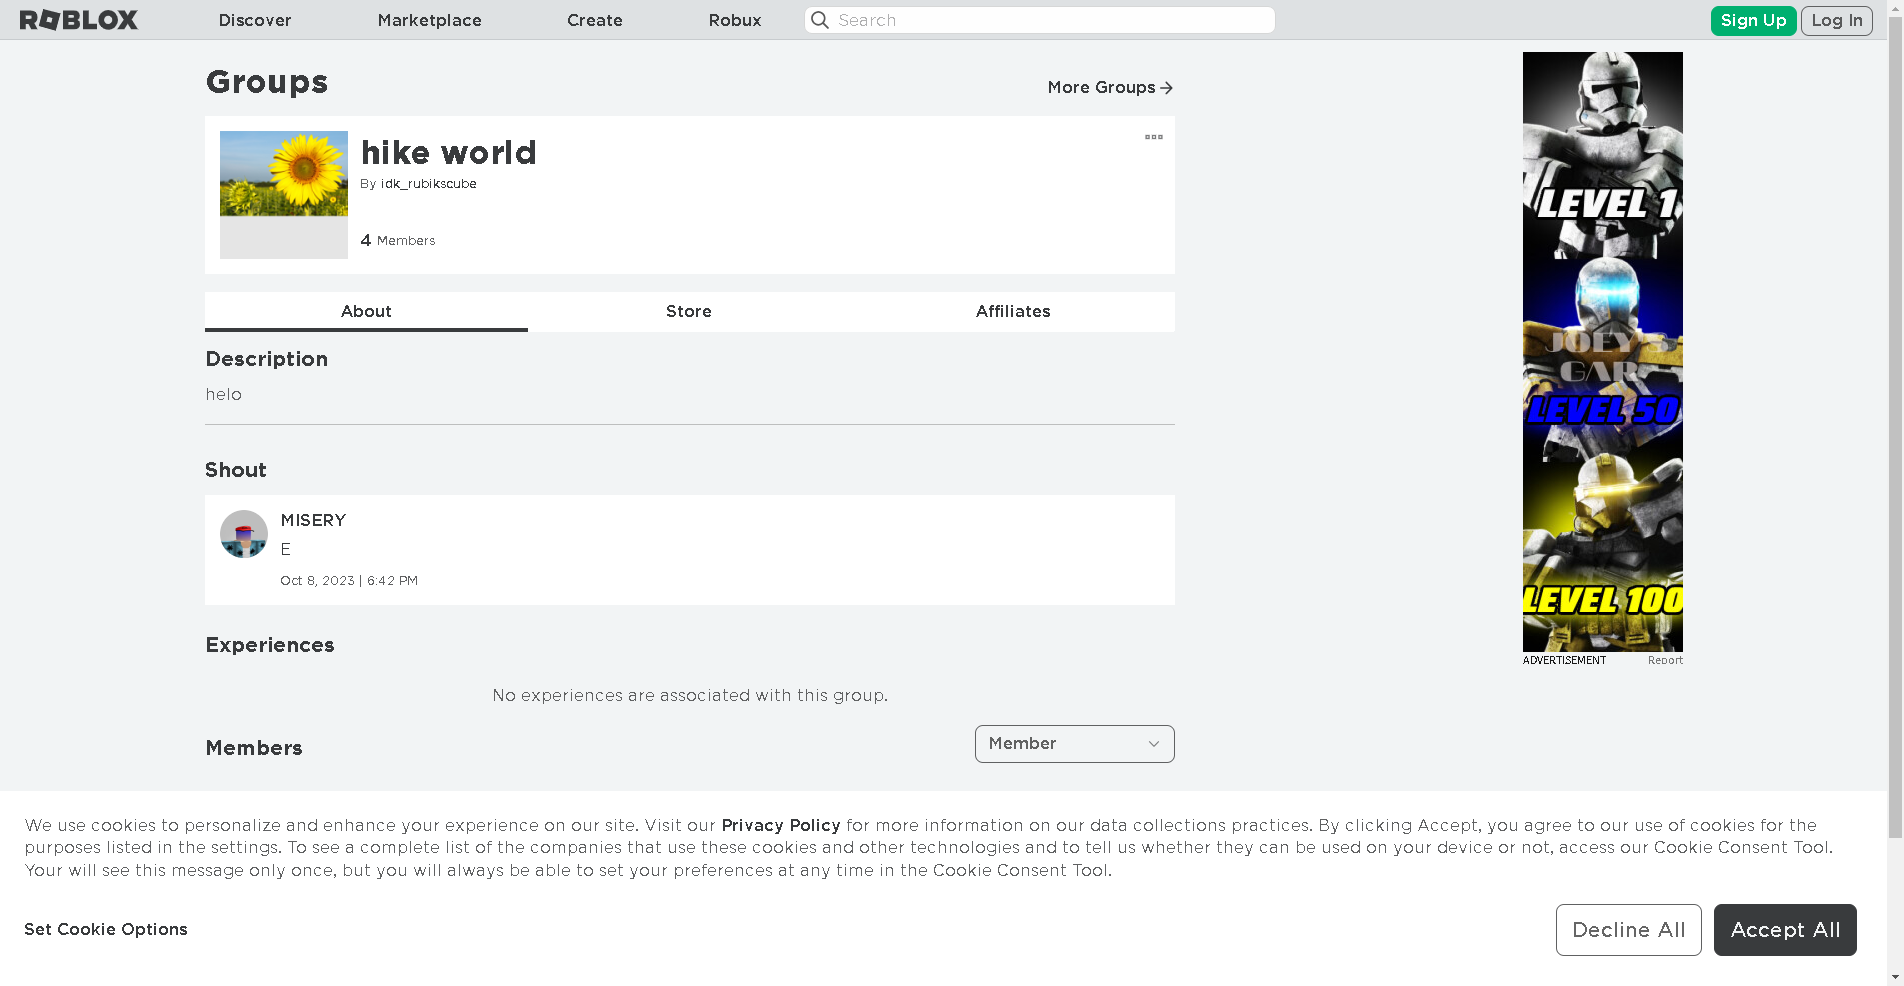 ROBLOX
Discover
Marketplace
Create
Robux
Search
Sign Up
Log In
Groups
More Groups
hike world
By idk_rubikscube
4 Members
About
Store
Affiliates
Description
helo
Shout
MISERY
E
Oct 8, 2023 | 6:42 PM
Experiences
No experiences are associated with this group.
Members
Member
LEVEL 1
JOEY'S
GAR
LEVEL 50
LEVEL 100
ADVERTISEMENT
Report
We use cookies to personalize and enhance your experience on our site. Visit our Privacy Policy for more information on our data collections practices. By clicking Accept, you agree to our use of cookies for the
purposes listed in the settings. To see a complete list of the companies that use these cookies and other technologies and to tell us whether they can be used on your device or not, access our Cookie Consent Tool.
Your will see this message only once, but you will always be able to set your preferences at any time in the Cookie Consent Tool.
Set Cookie Options
Decline All
Accept All